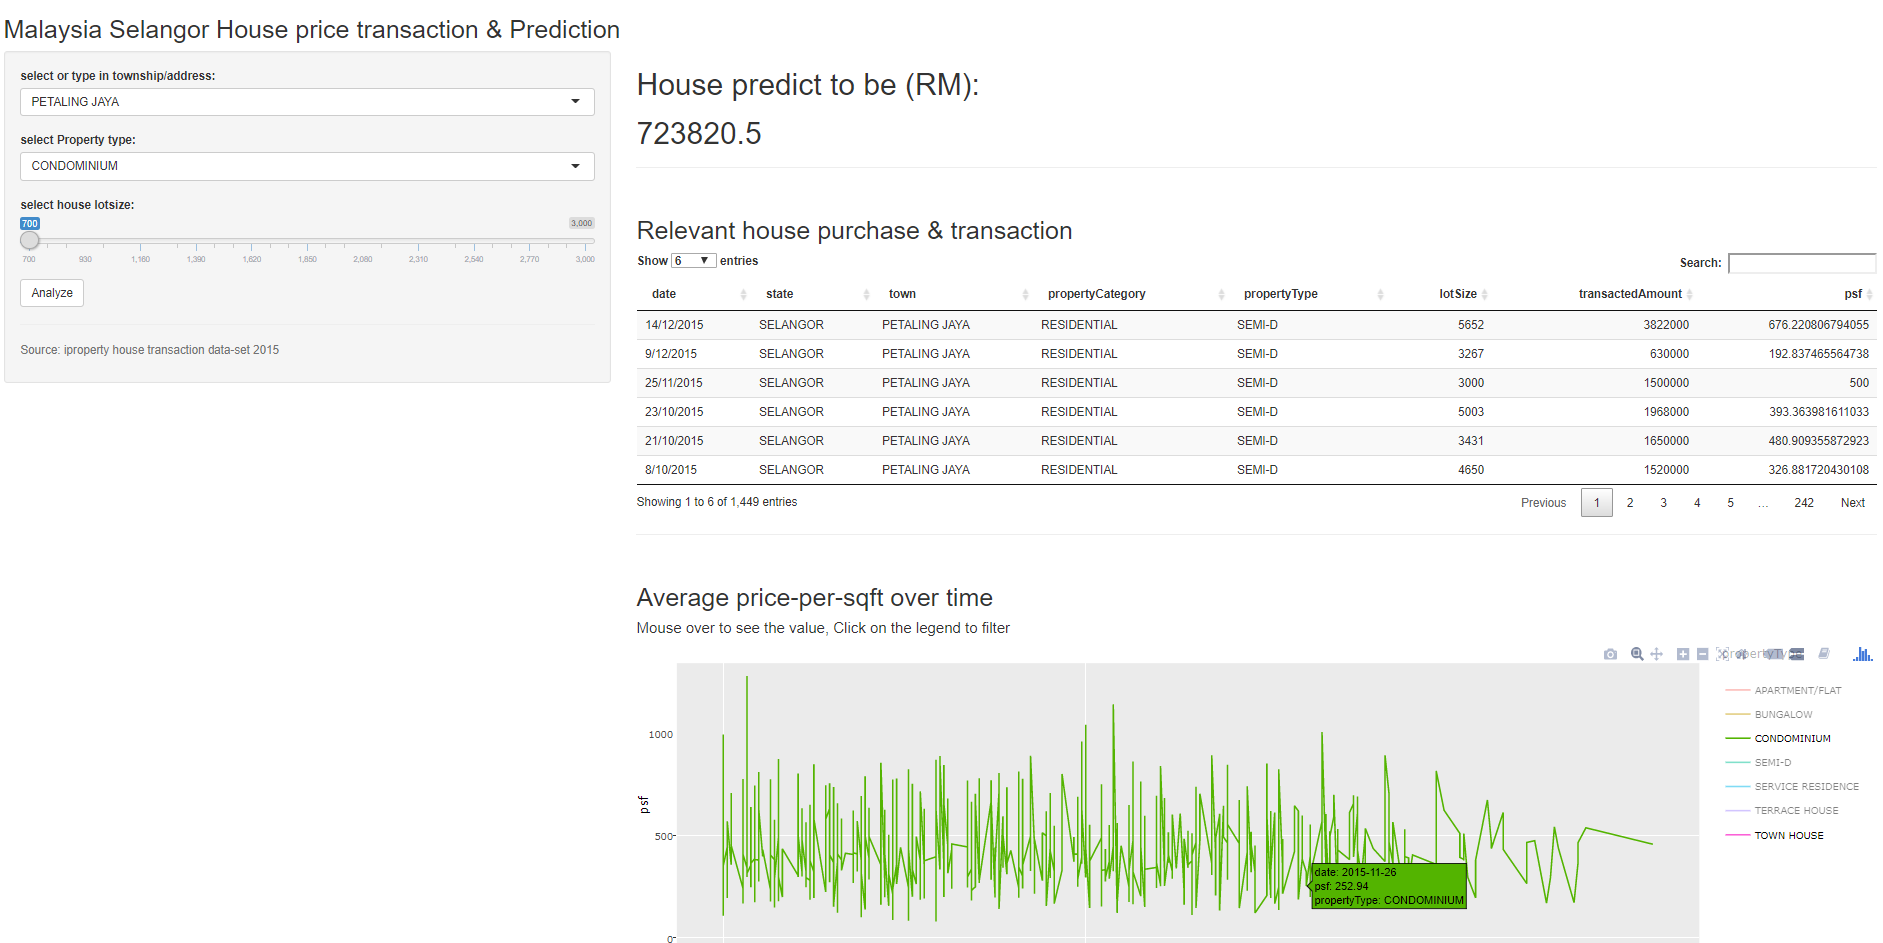 Malaysia Selangor House price transaction & Prediction
select or type in township/address:
PETALING JAYA
select Property type:
CONDOMINIUM
select house lotsize:
700 3,000
700 930 1,160 1,390 1,620 1,850 2,080 2,310 2,540 2,770 3,000
Analyze
Source: iproperty house transaction data-set 2015
House predict to be (RM):
723820.5
Relevant house purchase & transaction
Show 6 entries
Search:
date state town propertyCategory propertyType lotSize transactedAmount psf
14/12/2015 SELANGOR PETALING JAYA RESIDENTIAL SEMI-D 5652 3822000 676.220806794055
9/12/2015 SELANGOR PETALING JAYA RESIDENTIAL SEMI-D 3267 630000 192.837465564738
25/11/2015 SELANGOR PETALING JAYA RESIDENTIAL SEMI-D 3000 1500000 500
23/10/2015 SELANGOR PETALING JAYA RESIDENTIAL SEMI-D 5003 1968000 393.363981611033
21/10/2015 SELANGOR PETALING JAYA RESIDENTIAL SEMI-D 3431 1650000 480.909355872923
8/10/2015 SELANGOR PETALING JAYA RESIDENTIAL SEMI-D 4650 1520000 326.881720430108
Showing 1 to 6 of 1,449 entries
Previous 1 2 3 4 5 … 242 Next
Average price-per-sqft over time
Mouse over to see the value, Click on the legend to filter
propertyType
APARTMENT/FLAT
BUNGALOW
CONDOMINIUM
SEMI-D
SERVICE RESIDENCE
TERRACE HOUSE
TOWN HOUSE
1000
psf
500
0
date: 2015-11-26
psf: 252.94
propertyType: CONDOMINIUM